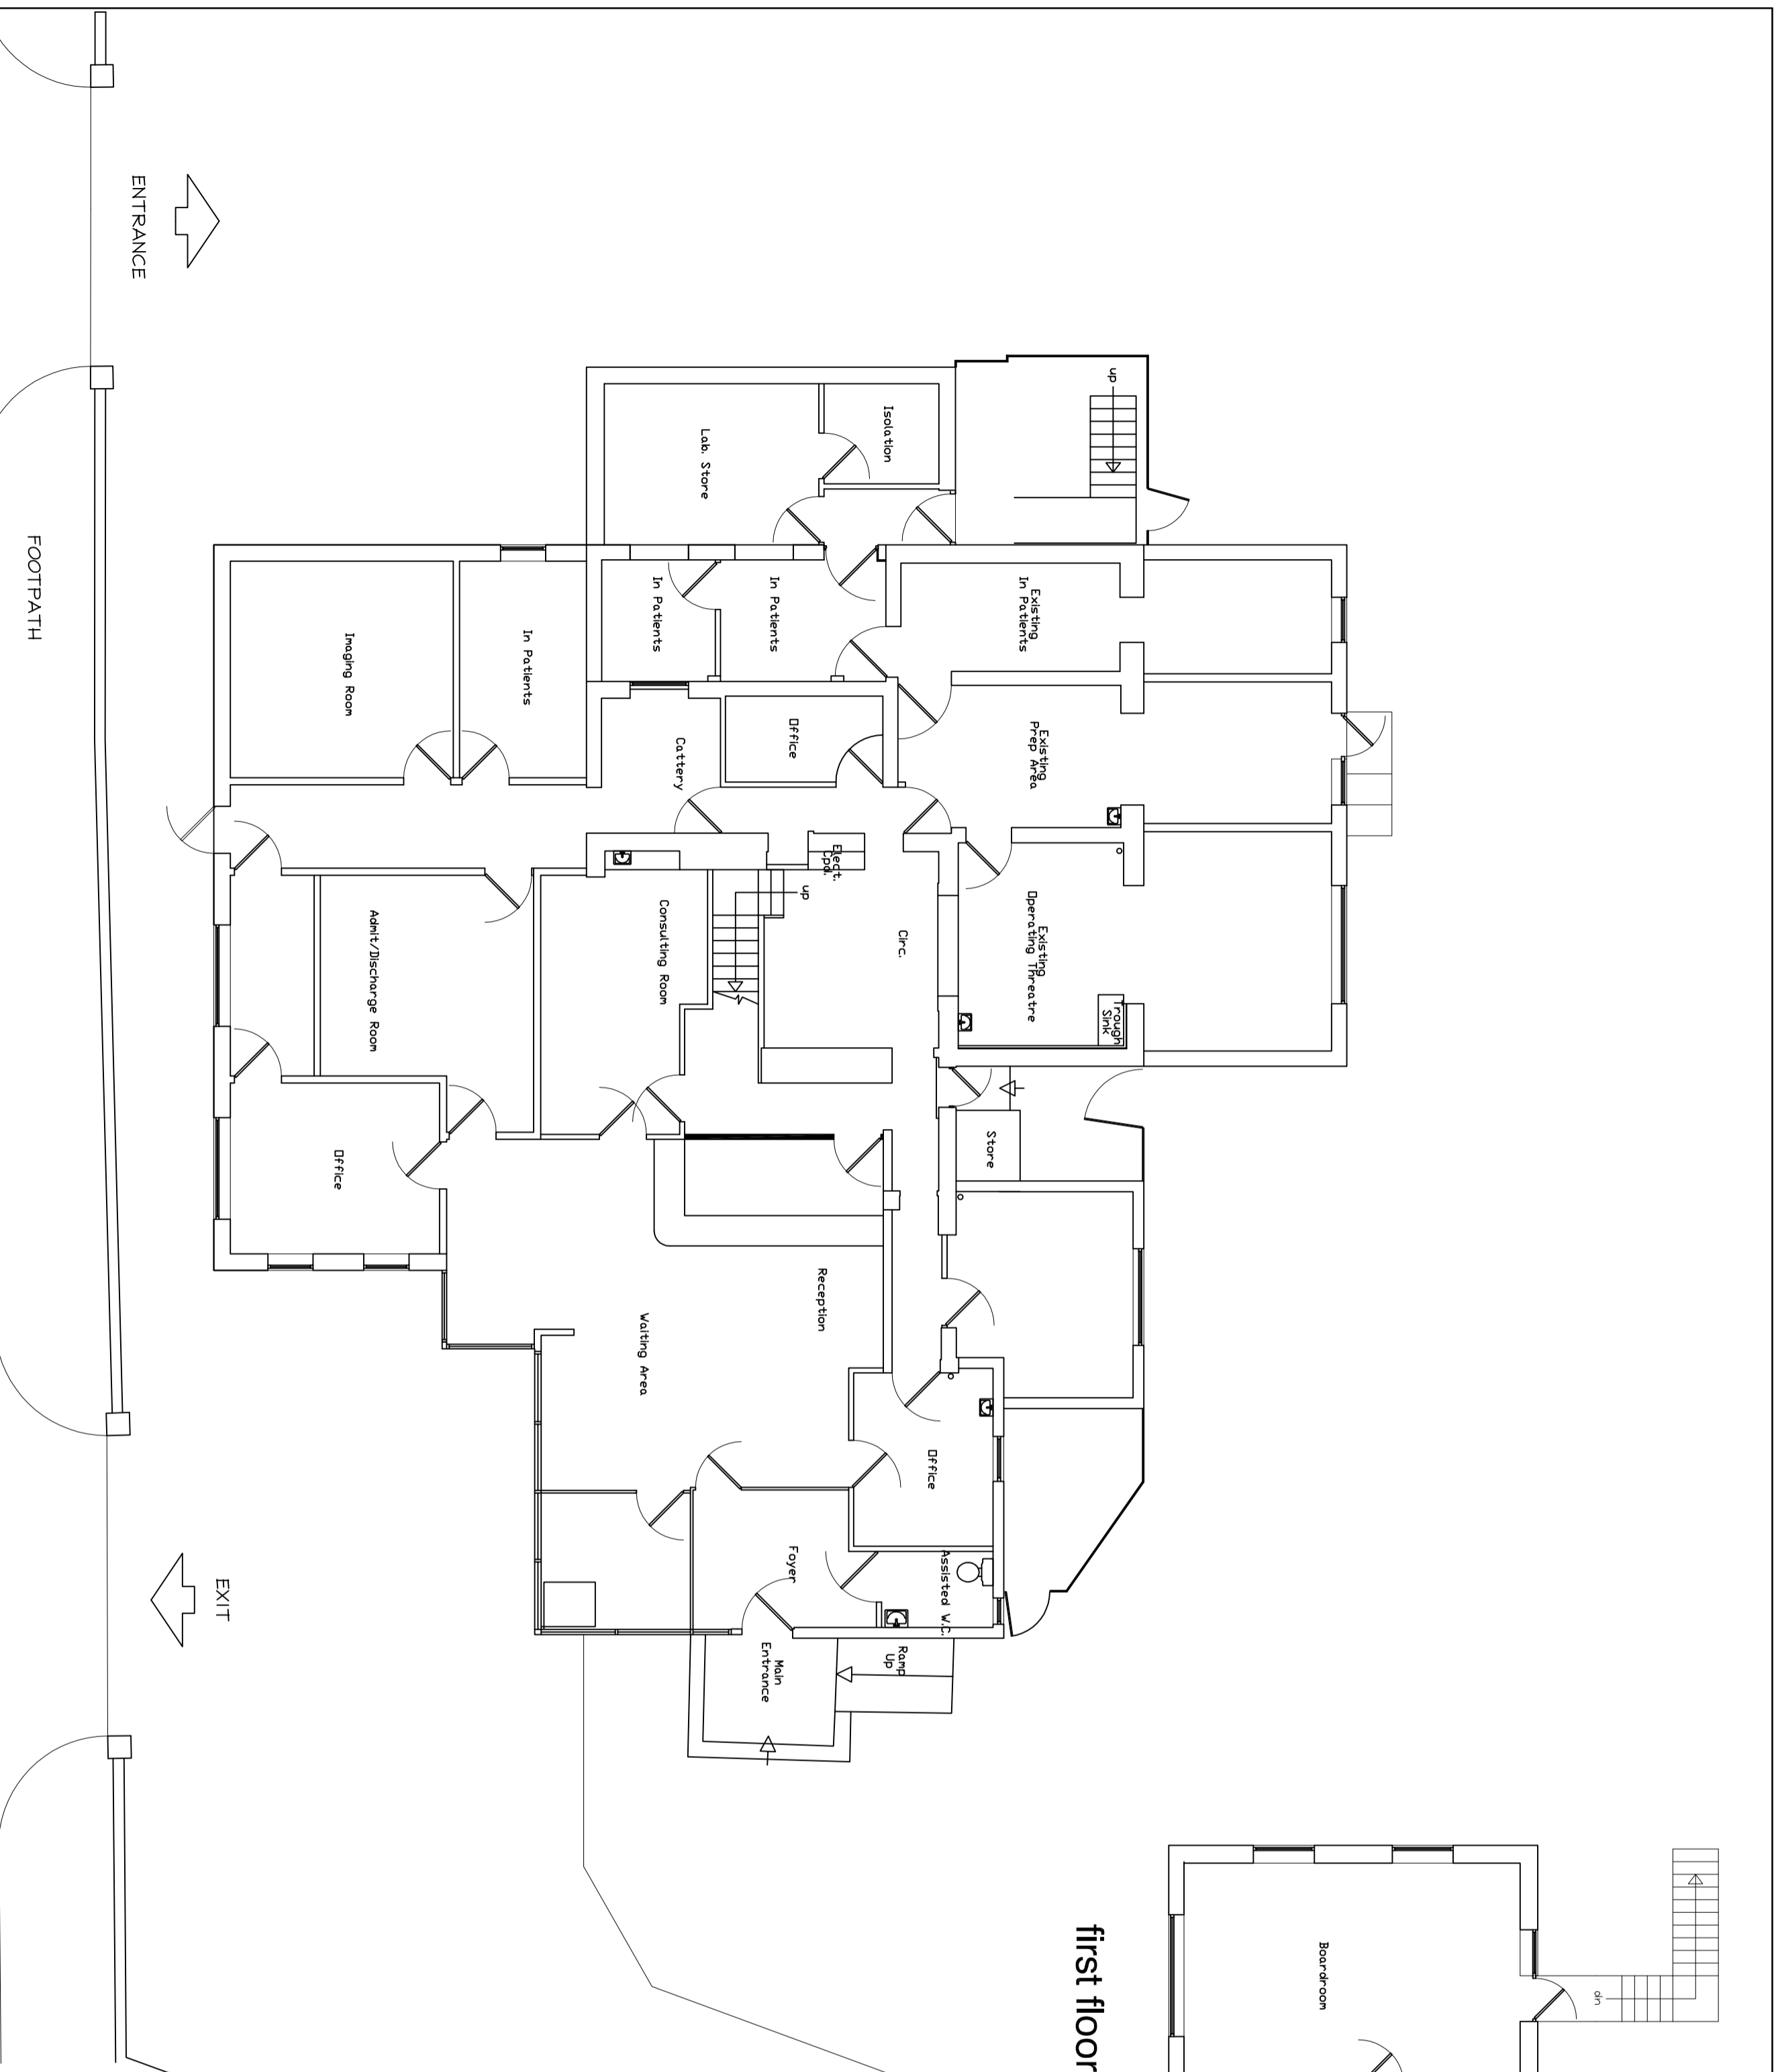 dn
Boardroom
first floor
up
Trough
Sink
Existing
In Patients
Existing
Prep Area
Existing
Operating Threatre
Store
Assisted W.C.
Office
Circ.
Ramp
Up
Isolation
Elect.
Cpd.
Reception
up
Office
Foyer
In Patients
Main
Entrance
Lab. Store
Cattery
Consulting Room
In Patients
Waiting Area
In Patients
Admit/Discharge Room
Imaging Room
Office
EXIT
ENTRANCE
FOOTPATH